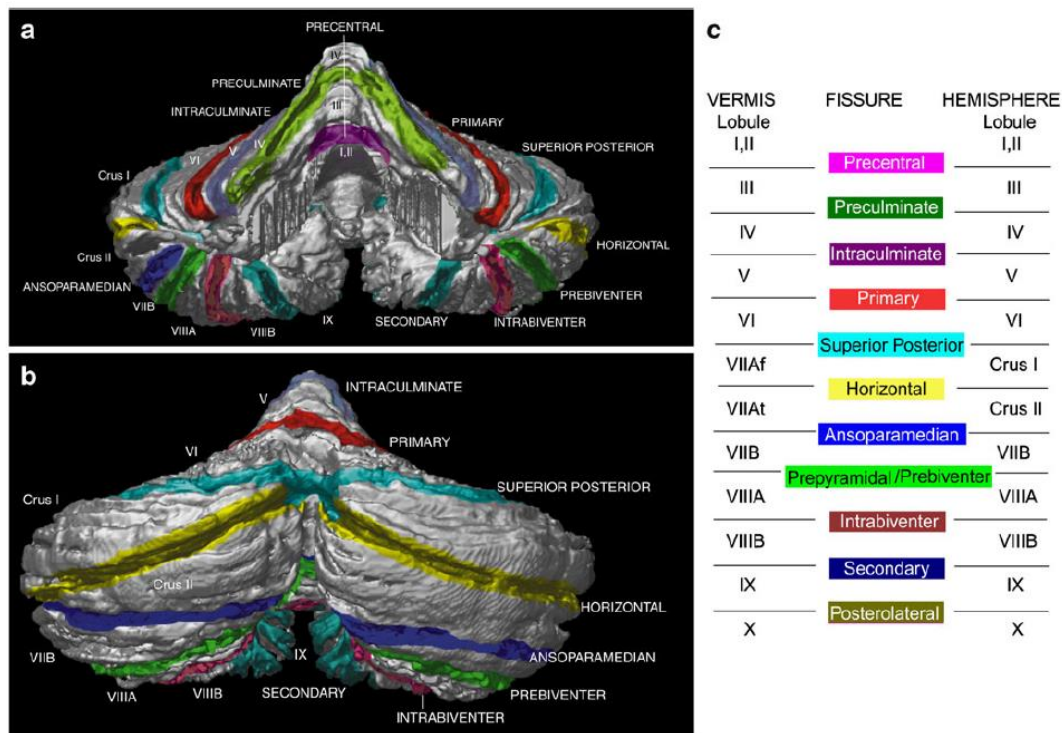 a
PRECENTRAL
IV
PRECULMINATE
III
INTRACULMINATE
PRIMARY
IV
V
I,II
SUPERIOR POSTERIOR
VI
Crus I
HORIZONTAL
Crus II
ANSOPARAMEDIAN
PREBIVENTER
VIIB
IX
SECONDARY
INTRABIVENTER
VIIIA
VIIIB
b
INTRACULMINATE
V
PRIMARY
VI
SUPERIOR POSTERIOR
Crus I
Crus II
HORIZONTAL
VIIB
IX
ANSOPARAMEDIAN
VIIIA
VIIIB
SECONDARY
PREBIVENTER
INTRABIVENTER
c
VERMIS FISSURE HEMISPHERE
Lobule Lobule
I,II I,II
Precentral
III III
Preculminate
IV IV
Intraculminate
V V
Primary
VI VI
Superior Posterior
VIIAf Crus I
Horizontal
VIIAt Crus II
Ansoparamedian
VIIB VIIB
Prepyramidal/Prebiventer
VIIIA VIIIA
Intrabiventer
VIIIB VIIIB
Secondary
IX IX
Posterolateral
X X